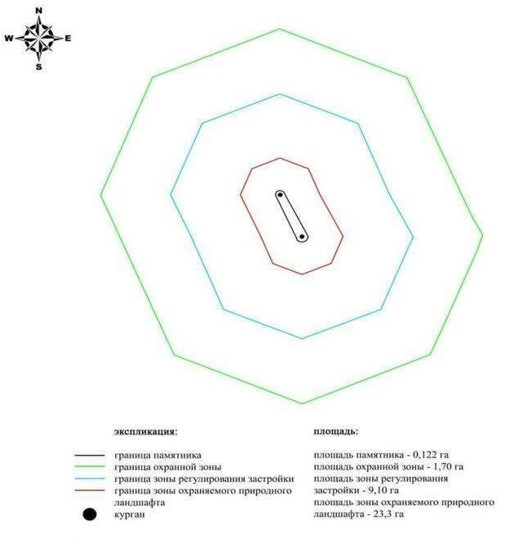 N
W E
S
экспликация:
граница памятника
граница охранной зоны
граница зоны регулирования застройки
граница зоны охраняемого природного
ландшафта
курган
площадь:
площадь памятника - 0,122 га
площадь охранной зоны - 1,70 га
площадь зоны регулирования
застройки - 9,10 га
площадь зоны охраняемого природного
ландшафта - 23,3 га